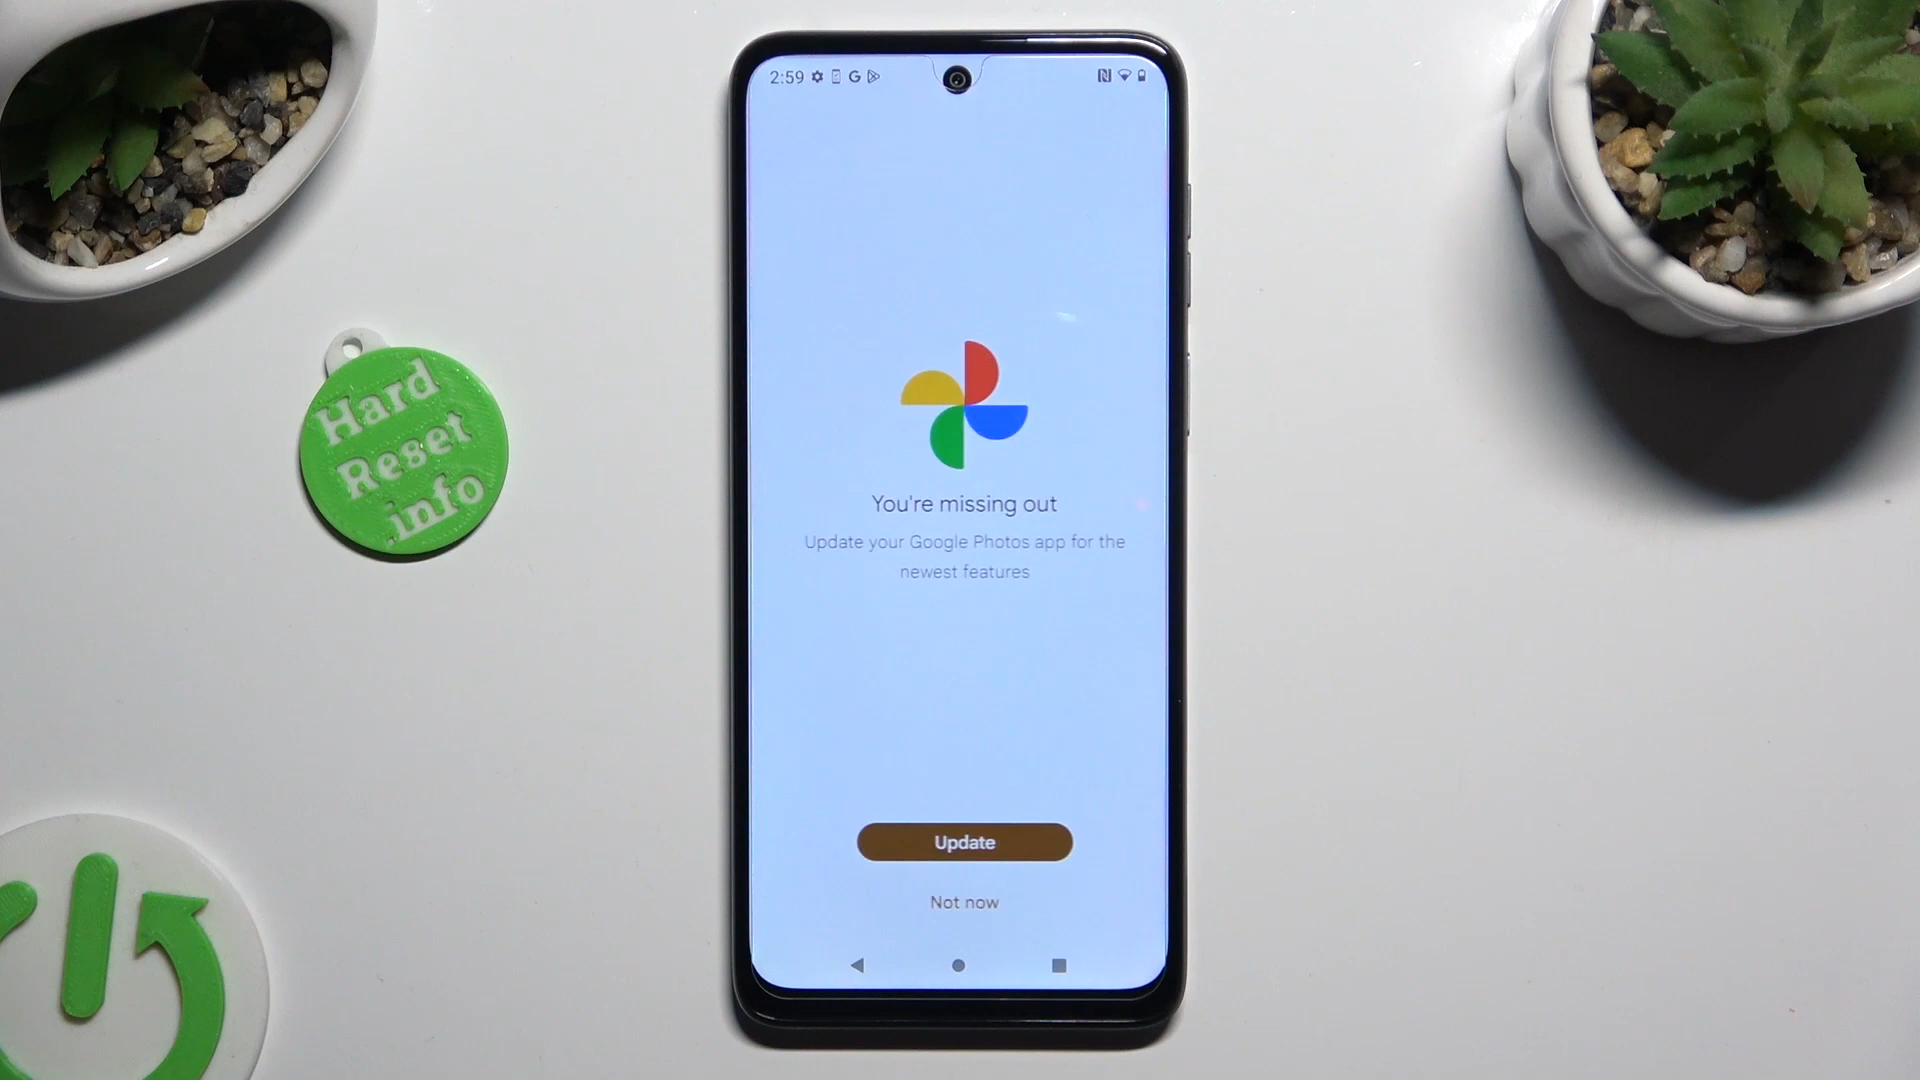 2:59
You're missing out
Update your Google Photos app for the
newest features
Update
Not now
Hard
Reset
.info